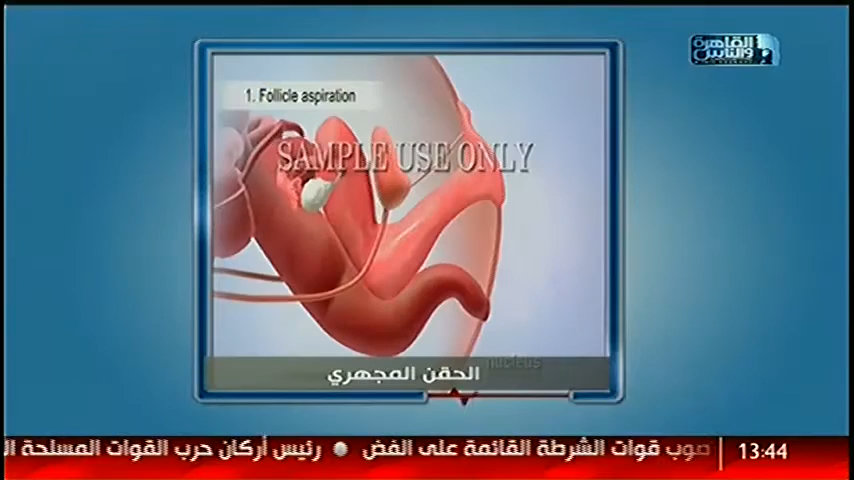 القاهرة
والناس
1. Follicle aspiration
SAMPLE USE ONLY
nucleus
الحقن المجهري
صوب قوات الشرطة القائمة على الفض ● رئيس أركان حرب القوات المسلحة
13:44